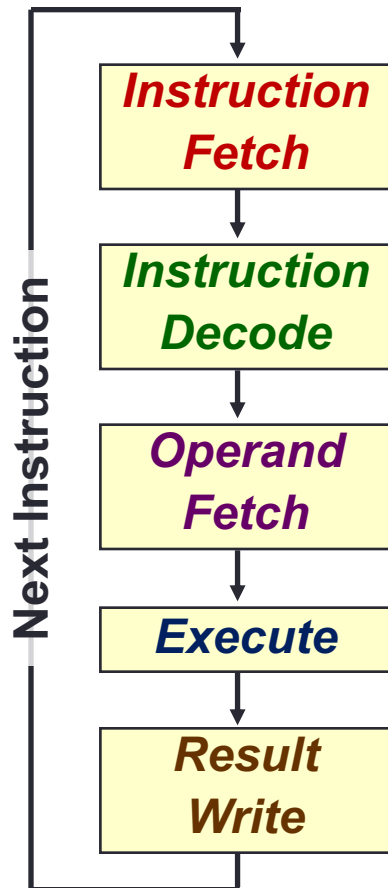 Instruction
Fetch
Instruction
Decode
Operand
Fetch
Execute
Result
Write
Next Instruction